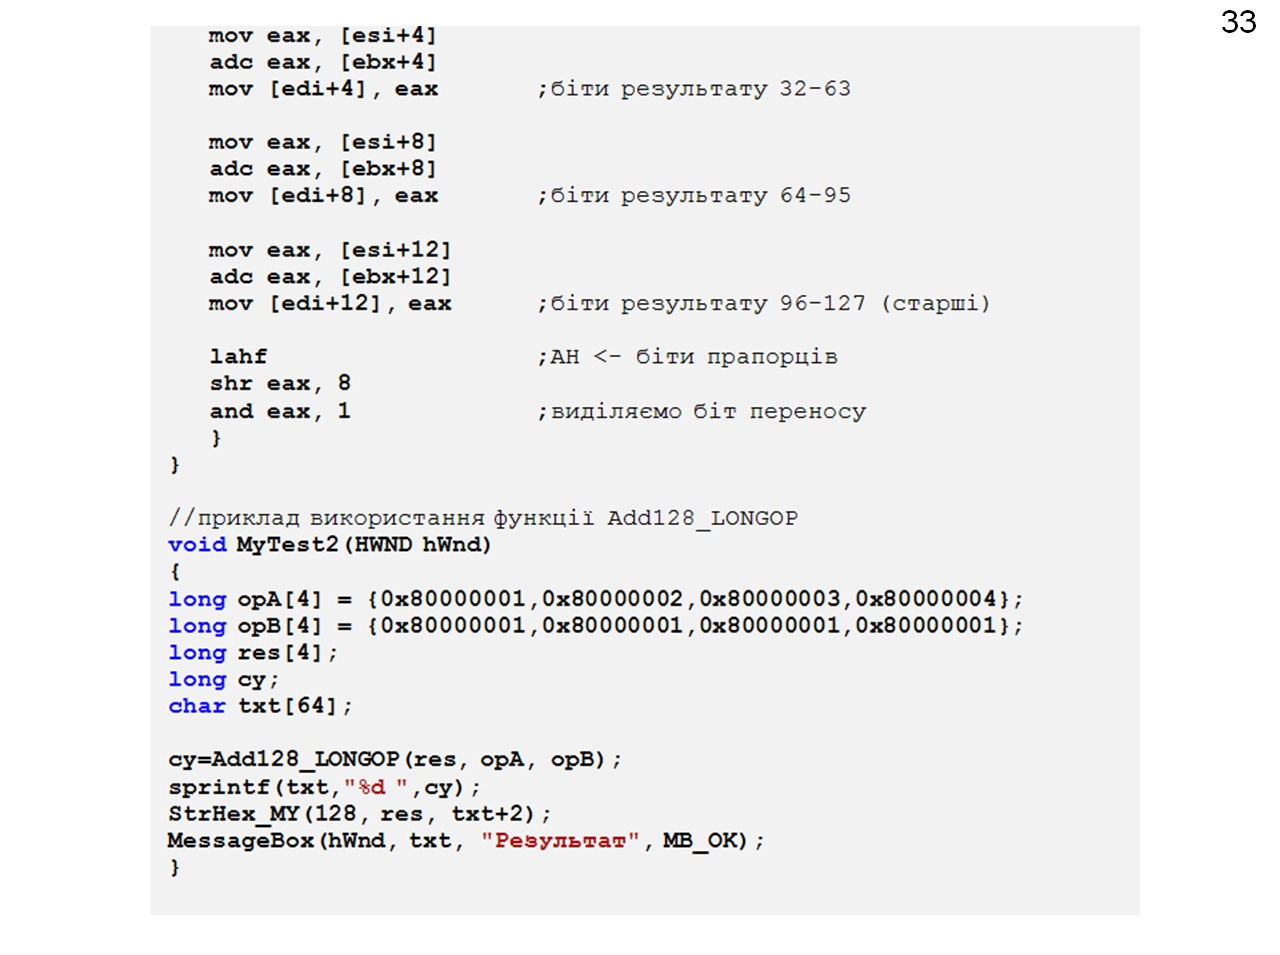 33
mov eax, [esi+4]
adc eax, [ebx+4]
mov [edi+4], eax ;біти результату 32-63
mov eax, [esi+8]
adc eax, [ebx+8]
mov [edi+8], eax ;біти результату 64-95
mov eax, [esi+12]
adc eax, [ebx+12]
mov [edi+12], eax ;біти результату 96-127 (старші)
lahf ;AH <- біти прапорців
shr eax, 8
and eax, 1 ;виділяємо біт переносу
}
}
//приклад використання функції Add128_LONGOP
void MyTest2(HWND hWnd)
{
long opA[4] = {0x80000001,0x80000002,0x80000003,0x80000004};
long opB[4] = {0x80000001,0x80000001,0x80000001,0x80000001};
long res[4];
long cy;
char txt[64];
cy=Add128_LONGOP(res, opA, opB);
sprintf(txt,"%d ",cy);
StrHex_MY(128, res, txt+2);
MessageBox(hWnd, txt, "Результат", MB_OK);
}